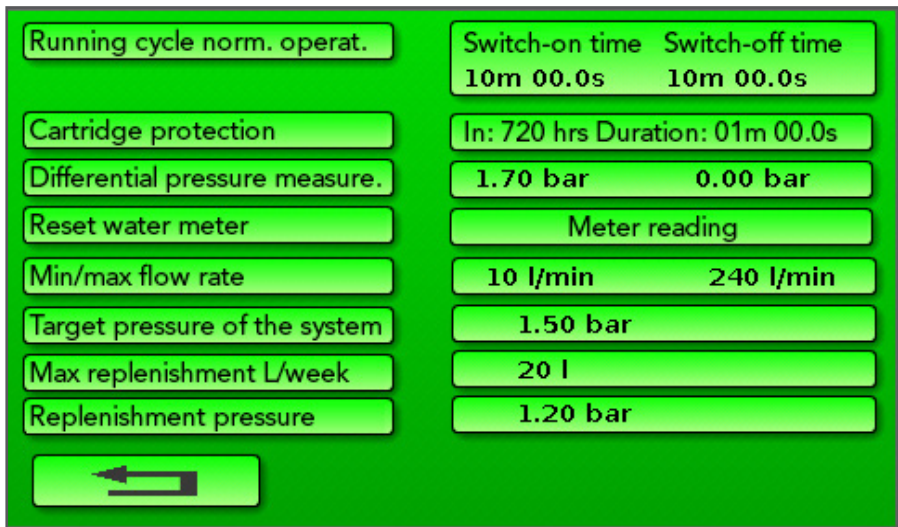 Running cycle norm. operat.
Switch-on time Switch-off time
10m 00.0s 10m 00.0s
Cartridge protection
In: 720 hrs Duration: 01m 00.0s
Differential pressure measure.
1.70 bar 0.00 bar
Reset water meter
Meter reading
Min/max flow rate
10 l/min 240 l/min
Target pressure of the system
1.50 bar
Max replenishment L/week
20 l
Replenishment pressure
1.20 bar